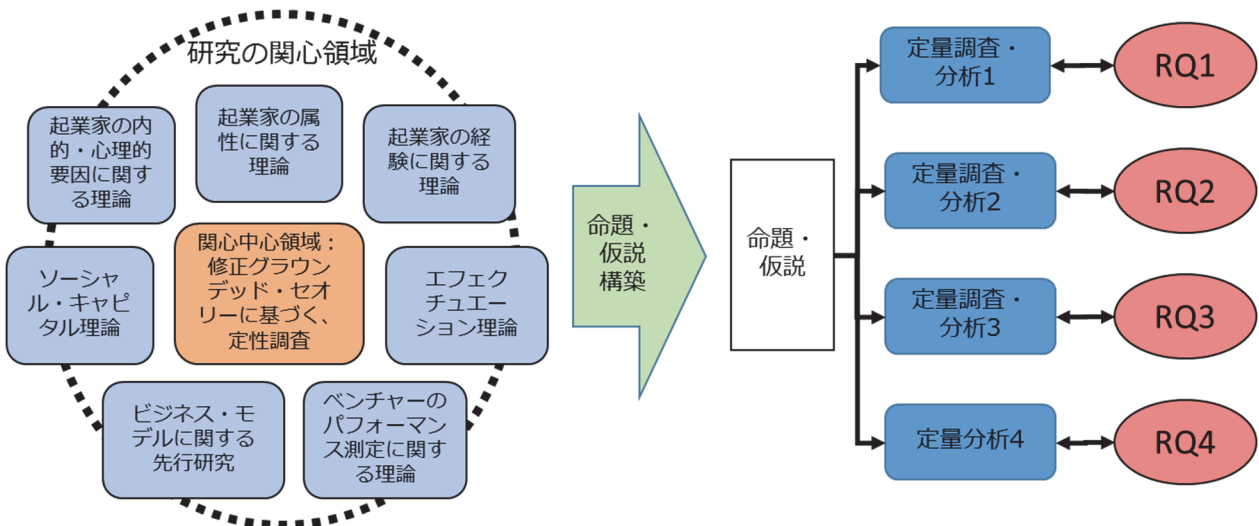 研究の関心領域
起業家の内
的・心理的
要因に関す
る理論
起業家の属
性に関する
理論
起業家の経
験に関する
理論
ソーシャ
ル・キャピ
タル理論
関心中心領域：
修正グラウン
デッド・セオ
リーに基づく、
定性調査
エフェク
チュエー
ション理論
ビジネス・モ
デルに関する
先行研究
ベンチャーの
パフォーマン
ス測定に関す
る理論
命題・
仮説
構築
命題・
仮説
定量調査・
分析1
RQ1
定量調査・
分析2
RQ2
定量調査・
分析3
RQ3
定量分析4
RQ4